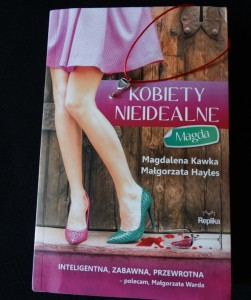 KOBIETY
NIEIDEALNE
Magda
Magdalena Kawka
Małgorzata Hayles
Replika
INTELIGENTNA, ZABAWNA, PRZEWROTNA
- polecam, Małgorzata Warda